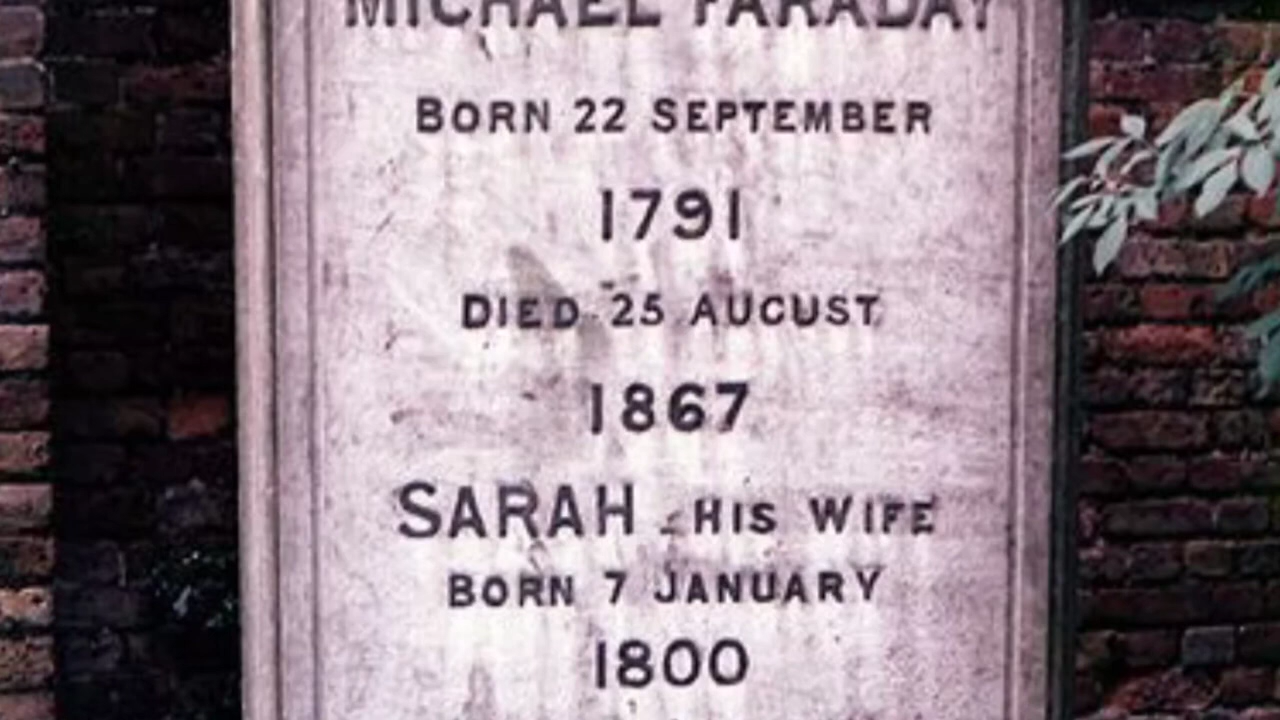 MICHAEL FARADAY
BORN 22 SEPTEMBER
1791
DIED 25 AUGUST
1867
SARAH HIS WIFE
BORN 7 JANUARY
1800